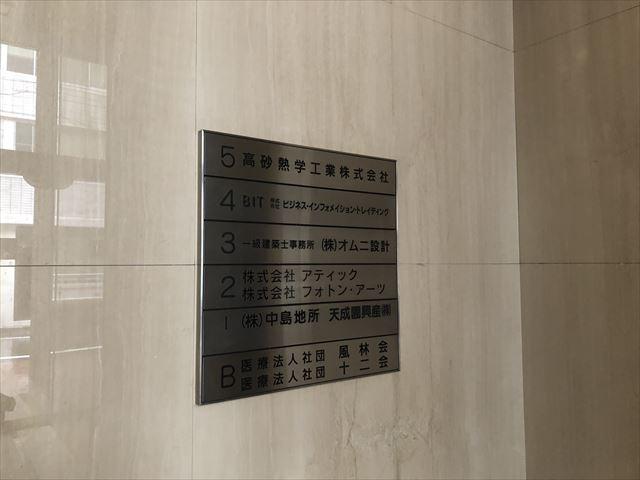 5 高砂熱学工業株式会社
4 BIT 株式会社 ビジネス・インフォメイション・トレイディング
3 一級建築士事務所 (株)オムニ設計
2 株式会社 アティック
株式会社 フォトン・アーツ
1 (株)中島地所 天成園興産㈱
B 医療法人社団 風林会
医療法人社団 十二会